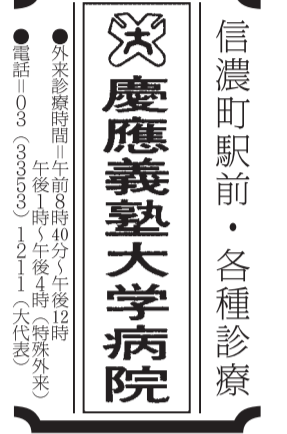 信濃町駅前・各種診療
慶應義塾大学病院
●外来診療時間＝午前8時40分～午後12時
午後1時～午後4時（特殊外来）
●電話＝03（3353）1211（大代表）